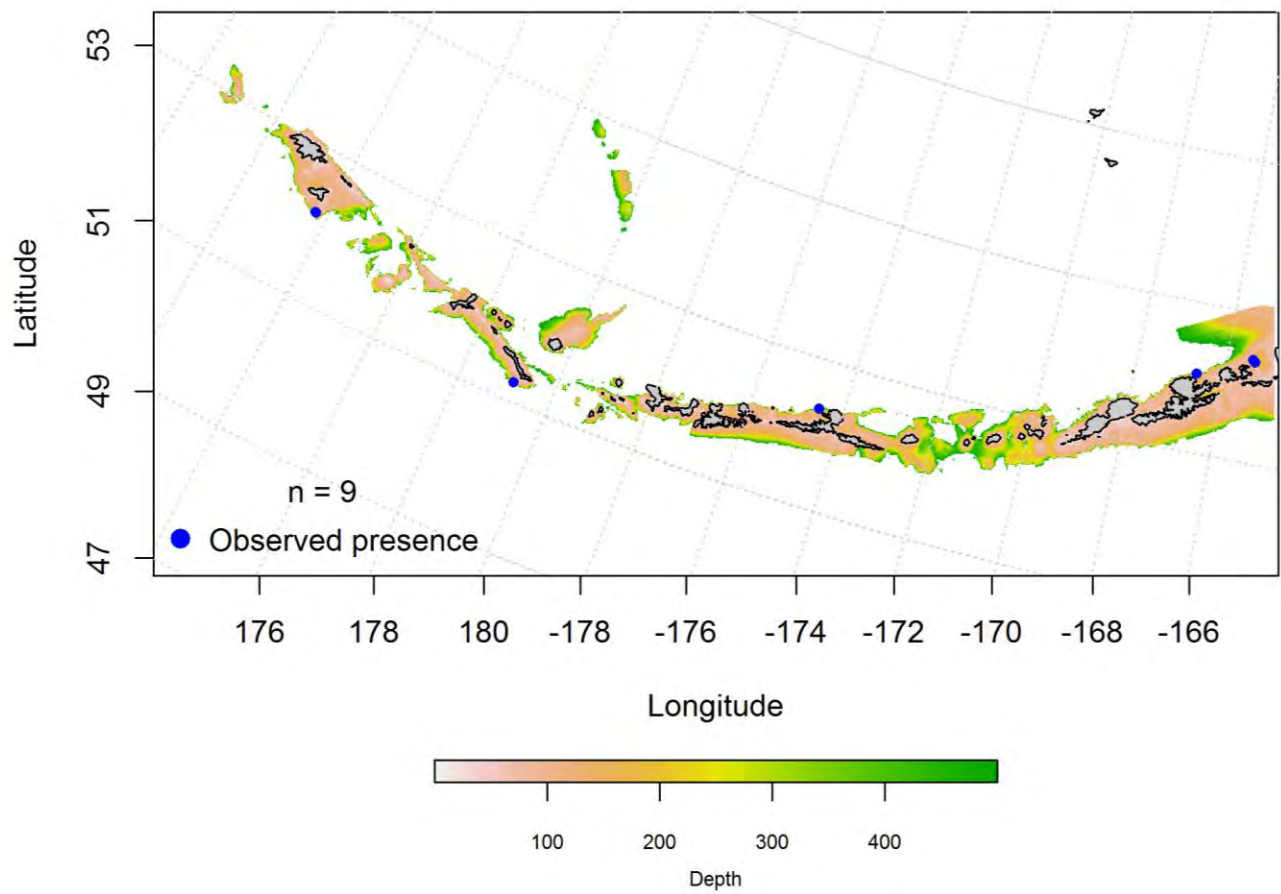 53
51
49
47
Latitude
n = 9
Observed presence
176 178 180 -178 -176 -174 -172 -170 -168 -166
Longitude
100 200 300 400
Depth